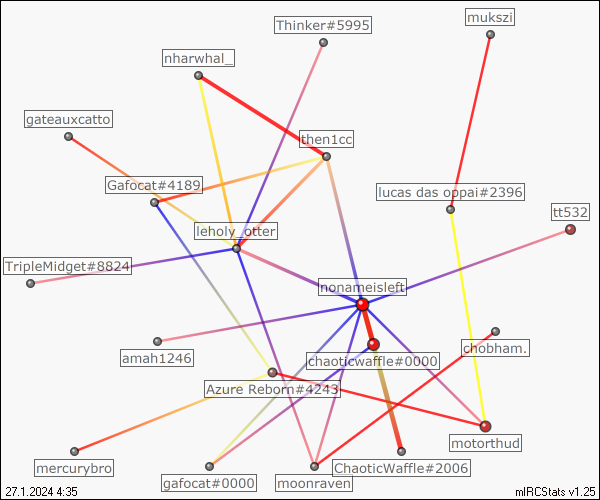 Thinker#5995
mukszi
nharwhal_
gateauxcatto
then1cc
Gafocat#4189
lucas das oppai#2396
tt532
leholy_otter
TripleMidget#8824
nonameisleft
amah1246
chaoticwaffle#0000
chobham.
Azure Reborn#4243
motorthud
mercurybro
gafocat#0000
moonraven
ChaoticWaffle#2006
27.1.2024 4:35
mIRCStats v1.25